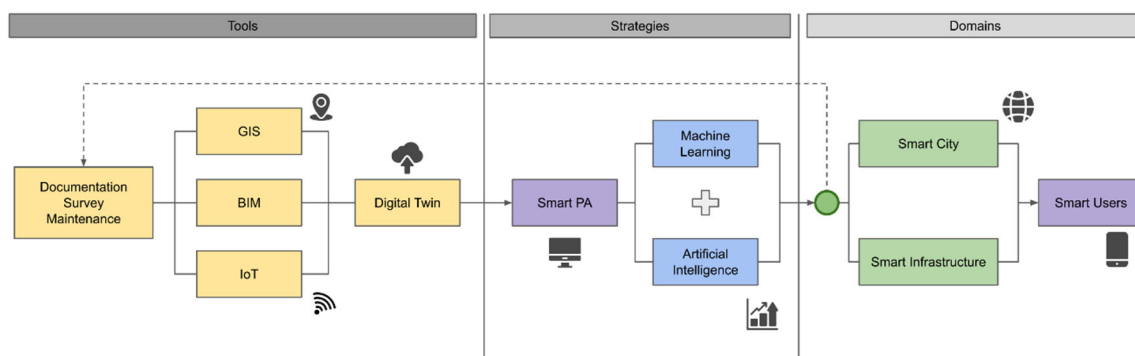 Tools
Strategies
Domains
GIS
Machine
Learning
Smart City
Documentation
Survey
Maintenance
BIM
Digital Twin
Smart PA
Smart Users
IoT
Artificial
Intelligence
Smart Infrastructure